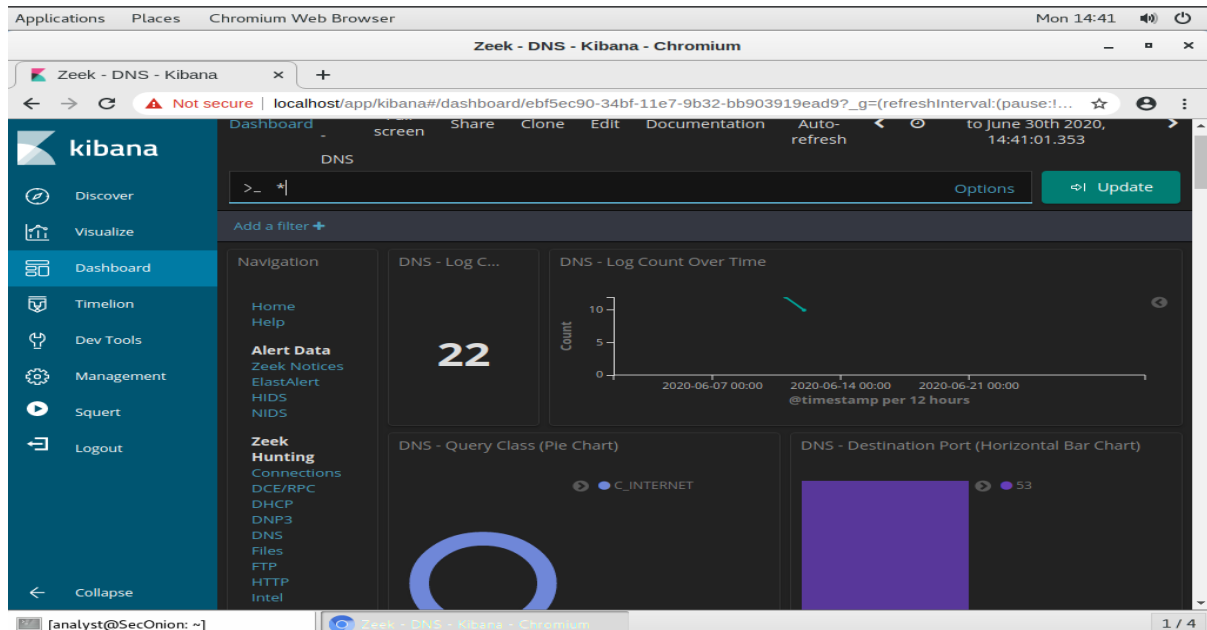 Applications Places Chromium Web Browser Mon 14:41
Zeek - DNS - Kibana - Chromium
Zeek - DNS - Kibana × +
Not secure | localhost/app/kibana#/dashboard/ebf5ec90-34bf-11e7-9b32-bb903919ead9?_g=(refreshInterval:(pause:!...
kibana
Discover
Visualize
Dashboard
Timelion
Dev Tools
Management
Squert
Logout
Collapse
Dashboard - screen Share Clone Edit Documentation Auto- to June 30th 2020,
DNS refresh 14:41:01.353
>_ * Options Update
Add a filter +
Navigation
Home
Help
Alert Data
Zeek Notices
ElastAlert
HIDS
NIDS
Zeek
Hunting
Connections
DCE/RPC
DHCP
DNP3
DNS
Files
FTP
HTTP
Intel
DNS - Log C...
22
DNS - Log Count Over Time
Count
10
5
0
2020-06-07 00:00 2020-06-14 00:00 2020-06-21 00:00
@timestamp per 12 hours
DNS - Query Class (Pie Chart)
C_INTERNET
DNS - Destination Port (Horizontal Bar Chart)
53
[analyst@SecOnion: ~] Zeek - DNS - Kibana - Chromium 1 / 4